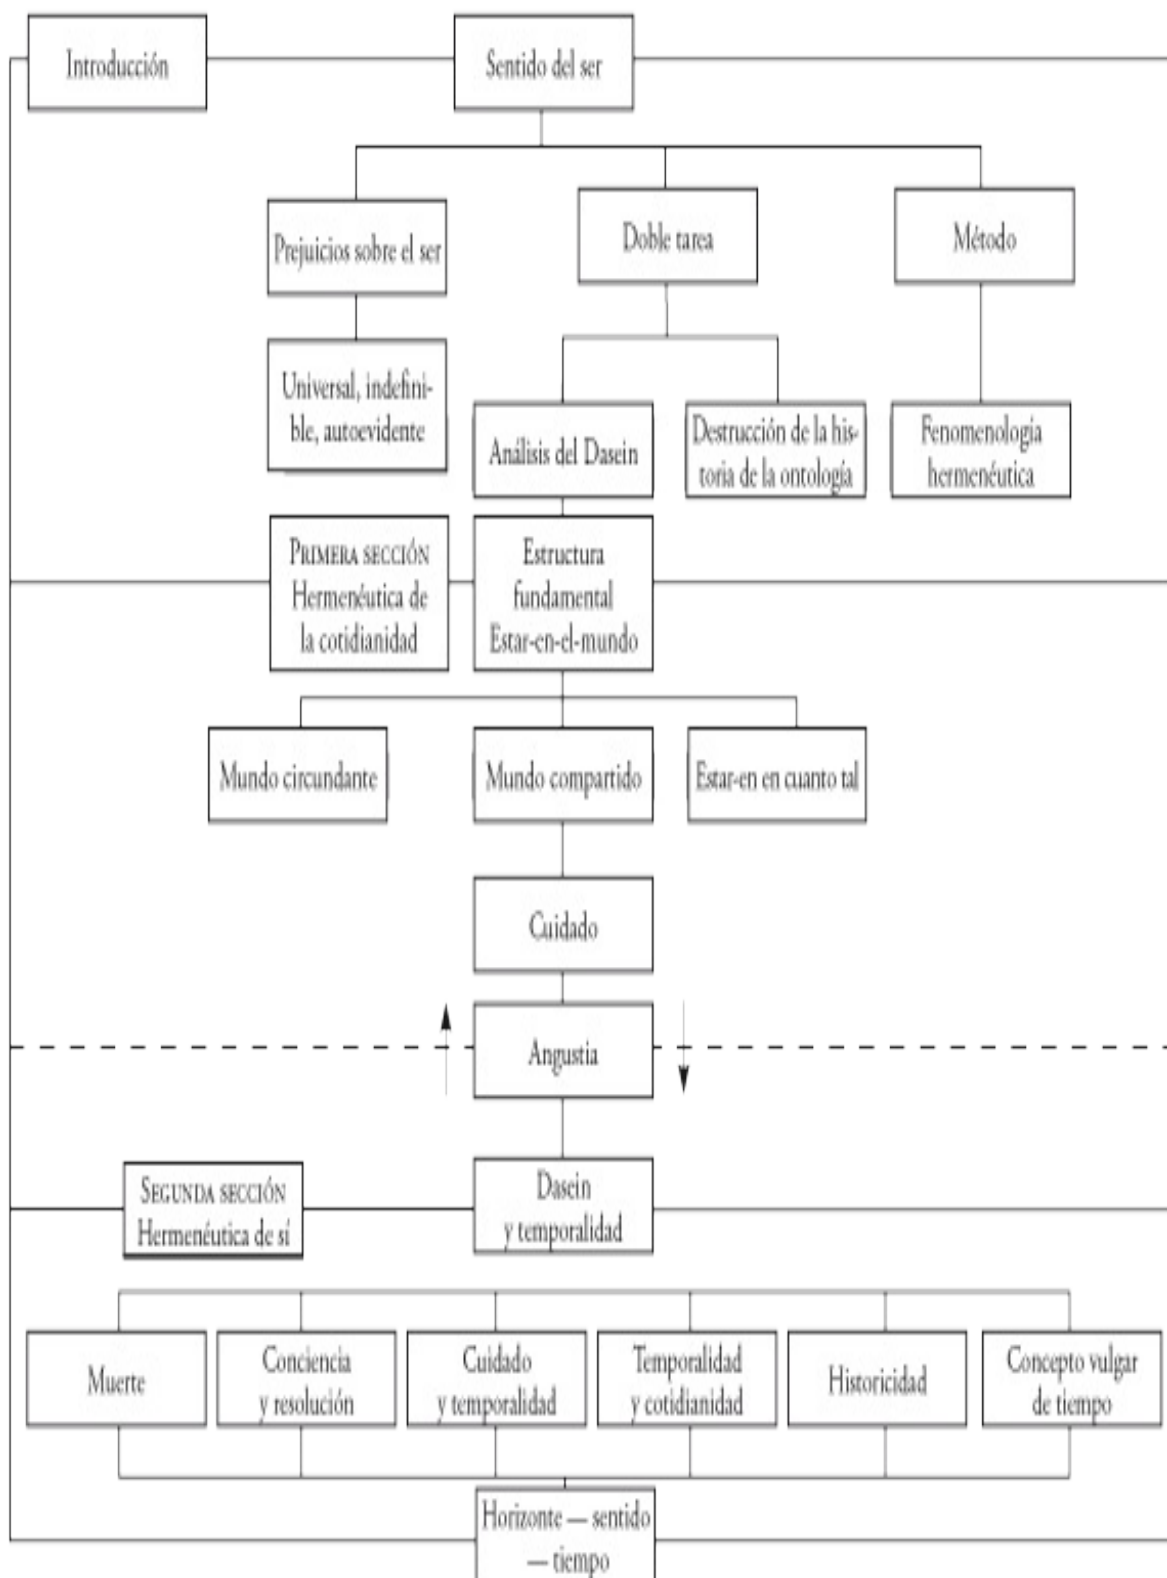 Introducción
Sentido del ser
Prejuicios sobre el ser
Doble tarea
Método
Universal, indefini-
ble, autoevidente
Análisis del Dasein
Destrucción de la his-
toria de la ontología
Fenomenología
hermenéutica
PRIMERA SECCIÓN
Hermenéutica de
la cotidianidad
Estructura
fundamental
Estar-en-el-mundo
Mundo circundante
Mundo compartido
Estar-en en cuanto tal
Cuidado
Angustia
SEGUNDA SECCIÓN
Hermenéutica de sí
Dasein
y temporalidad
Muerte
Conciencia
y resolución
Cuidado
y temporalidad
Temporalidad
y cotidianidad
Historicidad
Concepto vulgar
de tiempo
Horizonte — sentido
— tiempo